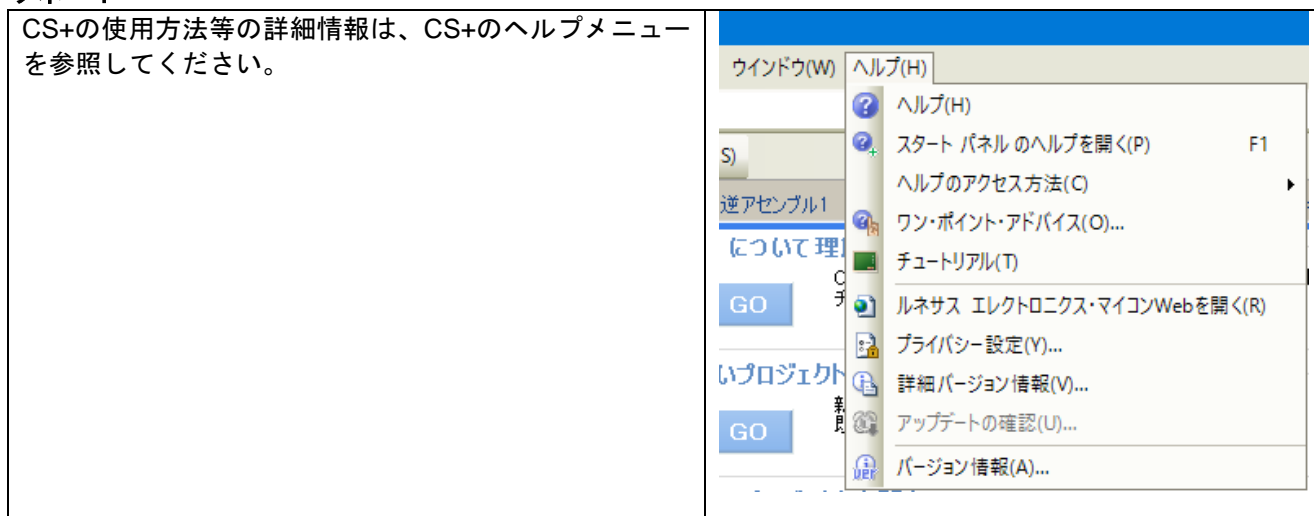 CS+の使用方法等の詳細情報は、CS+のヘルプメニュー
を参照してください。
ウインドウ(W) ヘルプ(H)
ヘルプ(H)
スタート パネル のヘルプを開く(P) F1
S)
ヘルプのアクセス方法(C)
逆アセンブル1
ワン・ポイント・アドバイス(O)...
について
チュートリアル(T)
GO
ルネサス エレクトロニクス・マイコンWebを開く(R)
プライバシー設定(Y)...
いプロジェクト
詳細バージョン情報(V)...
GO
アップデートの確認(U)...
バージョン情報(A)...